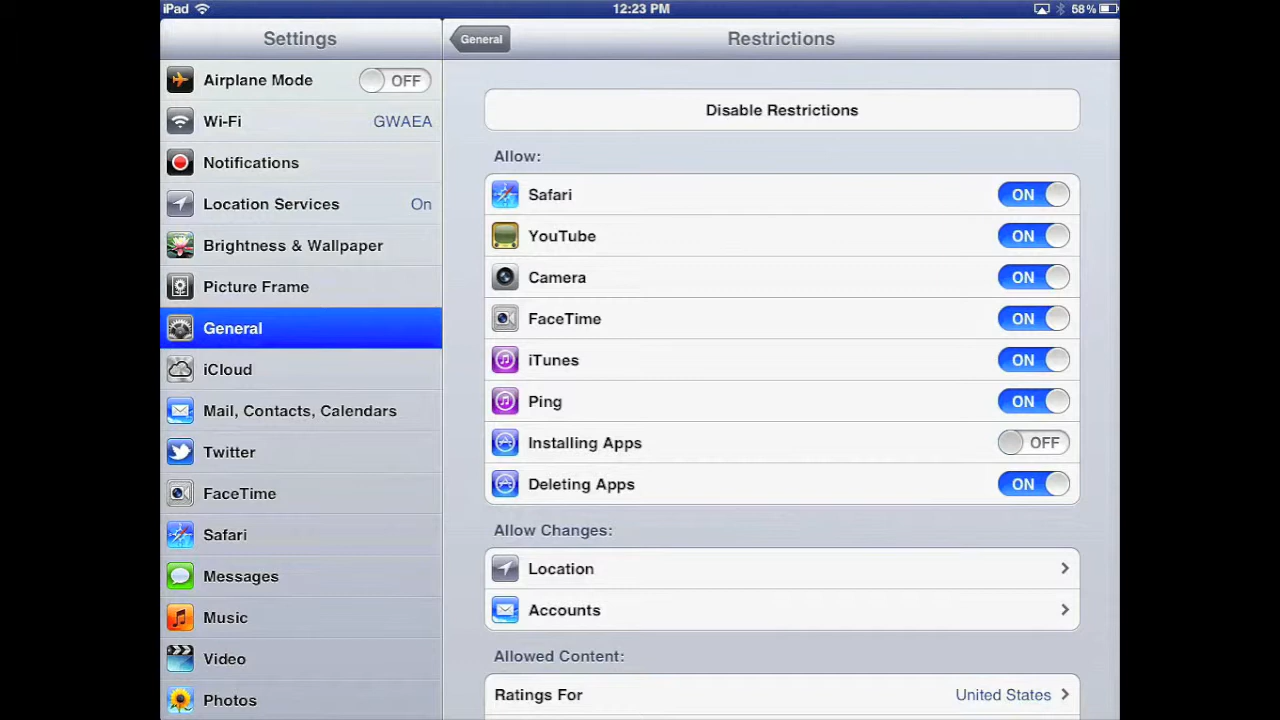 iPad
12:23 PM
68%
Settings
General
Restrictions
Airplane Mode OFF
Wi-Fi GWAEA
Notifications
Location Services On
Brightness & Wallpaper
Picture Frame
General
iCloud
Mail, Contacts, Calendars
Twitter
FaceTime
Safari
Messages
Music
Video
Photos
Disable Restrictions
Allow:
Safari ON
YouTube ON
Camera ON
FaceTime ON
iTunes ON
Ping ON
Installing Apps OFF
Deleting Apps ON
Allow Changes:
Location
Accounts
Allowed Content:
Ratings For United States